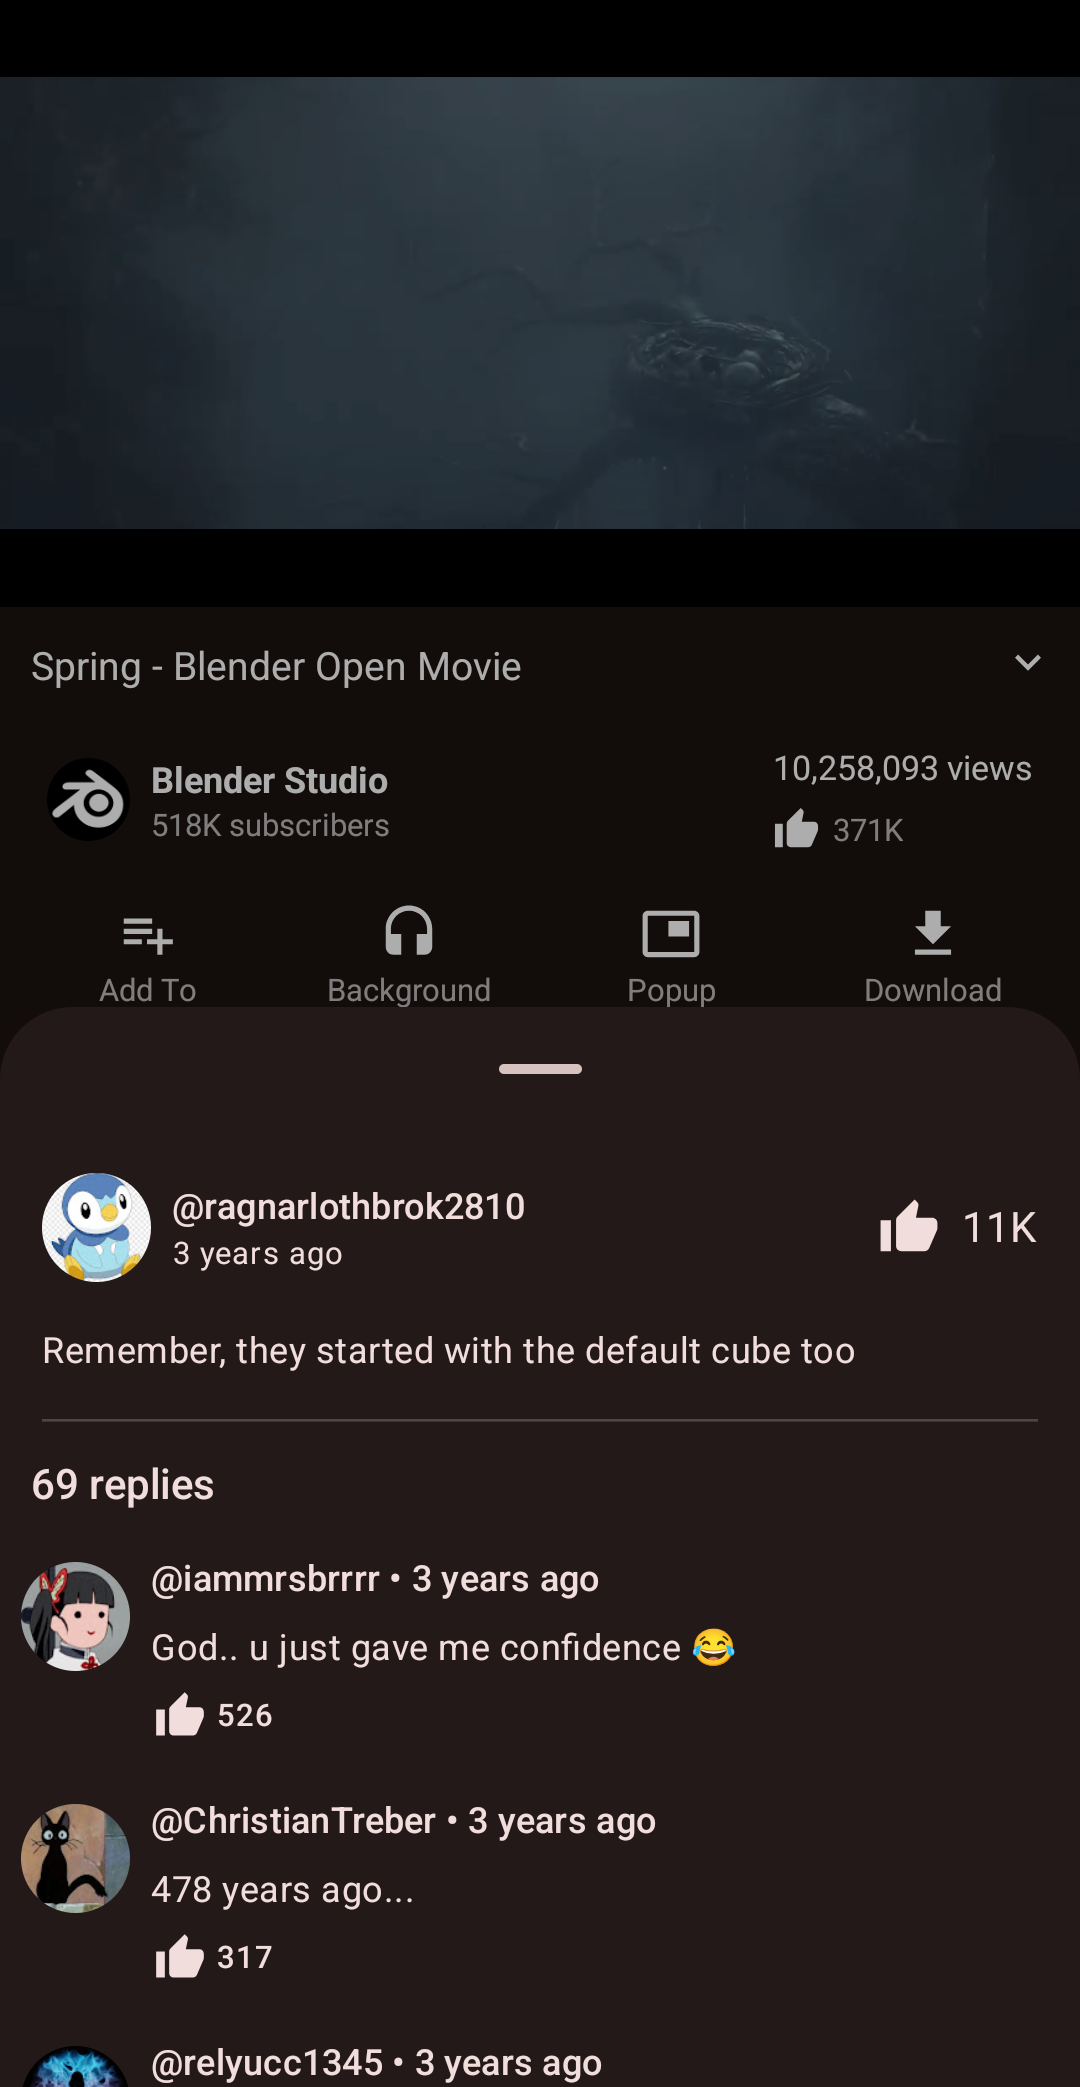 Spring - Blender Open Movie
Blender Studio
518K subscribers
10,258,093 views
371K
Add To
Background
Popup
Download
@ragnarlothbrok2810
3 years ago
11K
Remember, they started with the default cube too
69 replies
@iammrsbrrrr • 3 years ago
God.. u just gave me confidence 😂
526
@ChristianTreber • 3 years ago
478 years ago...
317
@relyucc1345 • 3 years ago